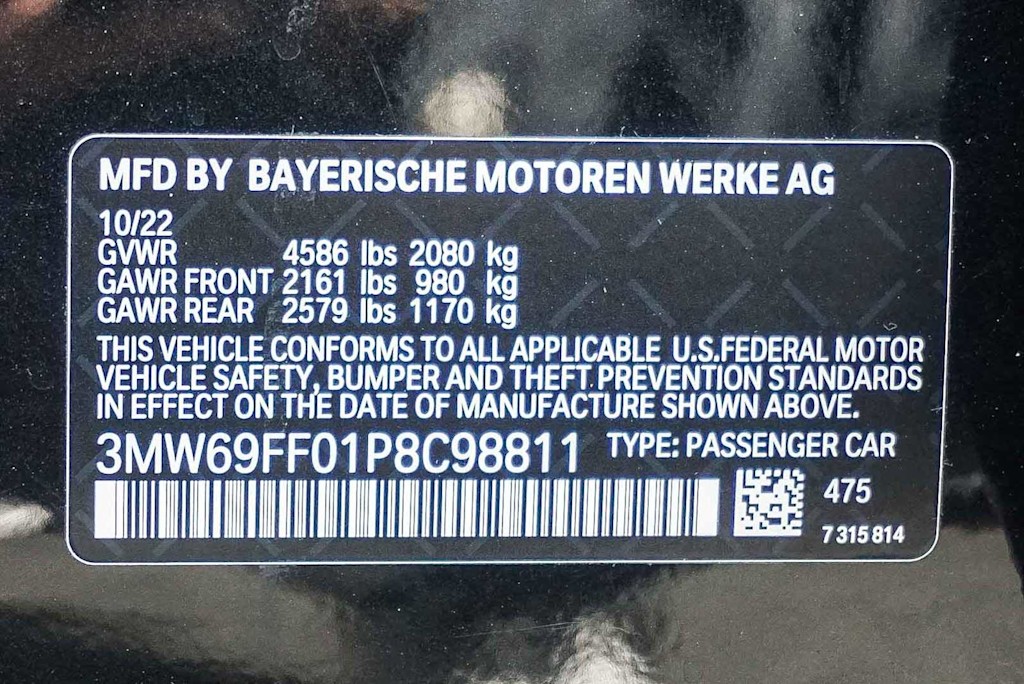 MFD BY BAYERISCHE MOTOREN WERKE AG
10/22
GVWR 4586 lbs 2080 kg
GAWR FRONT 2161 lbs 980 kg
GAWR REAR 2579 lbs 1170 kg
THIS VEHICLE CONFORMS TO ALL APPLICABLE U.S.FEDERAL MOTOR
VEHICLE SAFETY, BUMPER AND THEFT PREVENTION STANDARDS
IN EFFECT ON THE DATE OF MANUFACTURE SHOWN ABOVE.
3MW69FF01P8C98811 TYPE: PASSENGER CAR
475
7 315 814